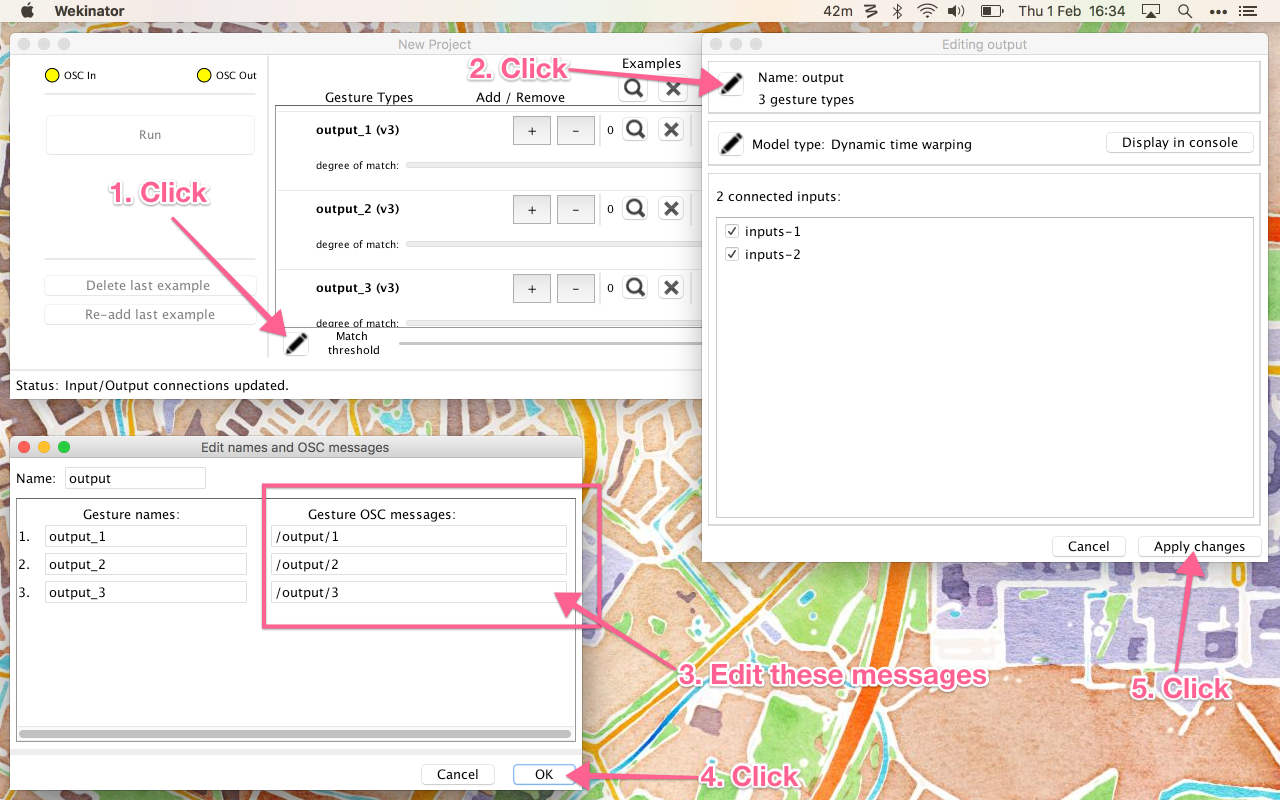 Wekinator
42m
Thu 1 Feb 16:34
New Project
OSC In
OSC Out
Run
Delete last example
Re-add last example
Examples
Gesture Types
Add / Remove
output_1 (v3)
+
-
0
degree of match:
output_2 (v3)
+
-
0
degree of match:
output_3 (v3)
+
-
0
degree of match:
Match
threshold
Status: Input/Output connections updated.
1. Click
2. Click
Editing output
Name: output
3 gesture types
Model type: Dynamic time warping
Display in console
2 connected inputs:
inputs-1
inputs-2
Cancel
Apply changes
5. Click
Edit names and OSC messages
Name: output
Gesture names:
Gesture OSC messages:
1. output_1 /output/1
2. output_2 /output/2
3. output_3 /output/3
3. Edit these messages
Cancel
OK
4. Click